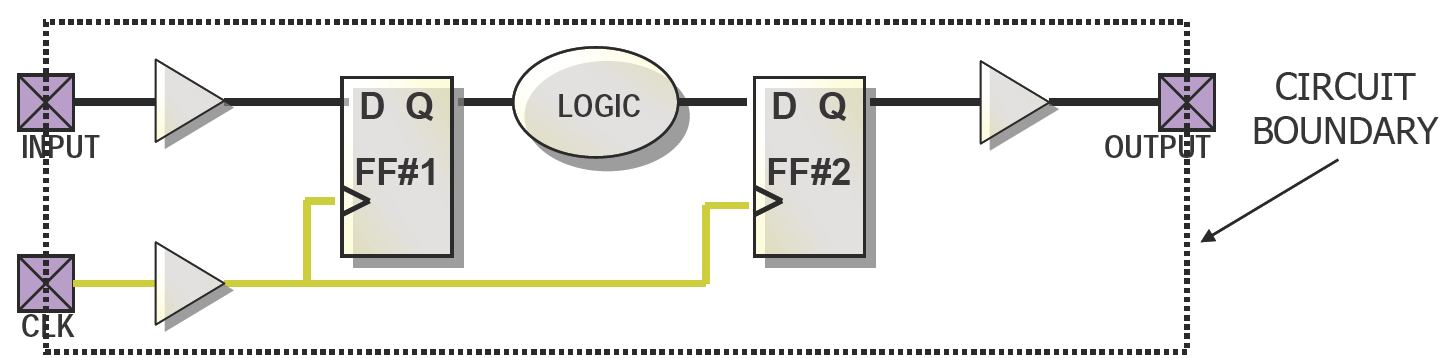 INPUT
CLK
D Q
FF#1
LOGIC
D Q
FF#2
OUTPUT
CIRCUIT
BOUNDARY